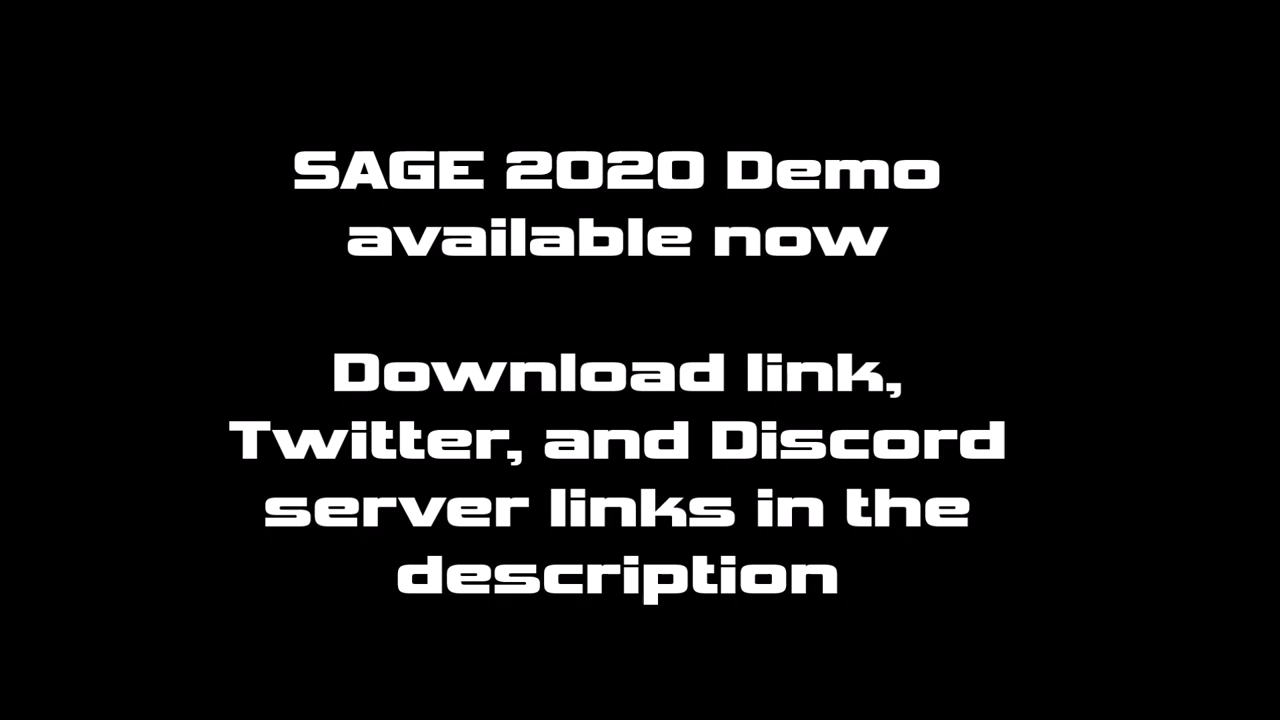 SAGE 2020 Demo
available now
Download link,
Twitter, and Discord
server links in the
description